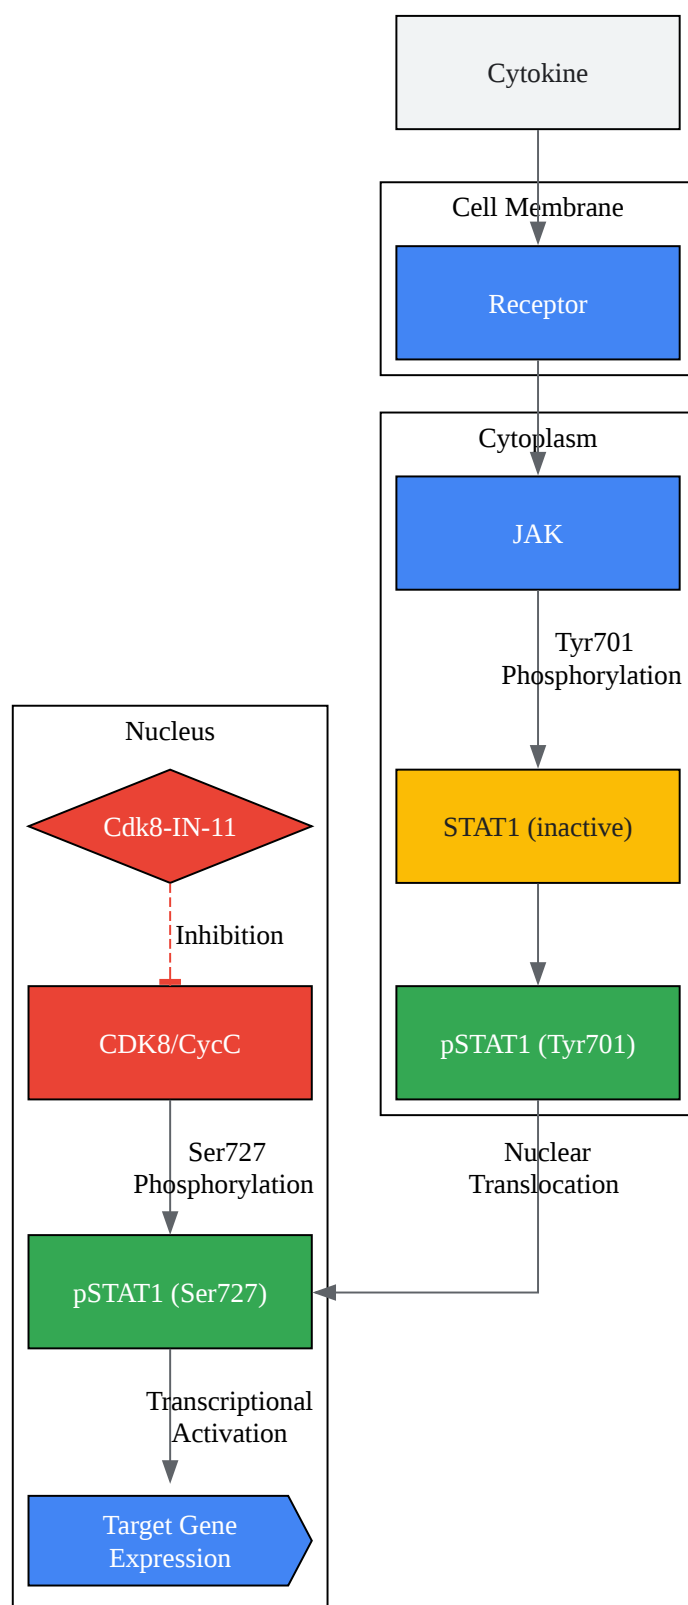 Cytokine
Cell Membrane
Receptor
Cytoplasm
JAK
Tyr701
Phosphorylation
Nucleus
Cdk8-IN-11
STAT1 (inactive)
Inhibition
CDK8/CycC
pSTAT1 (Tyr701)
Ser727
Phosphorylation
Nuclear
Translocation
pSTAT1 (Ser727)
Transcriptional
Activation
Target Gene
Expression